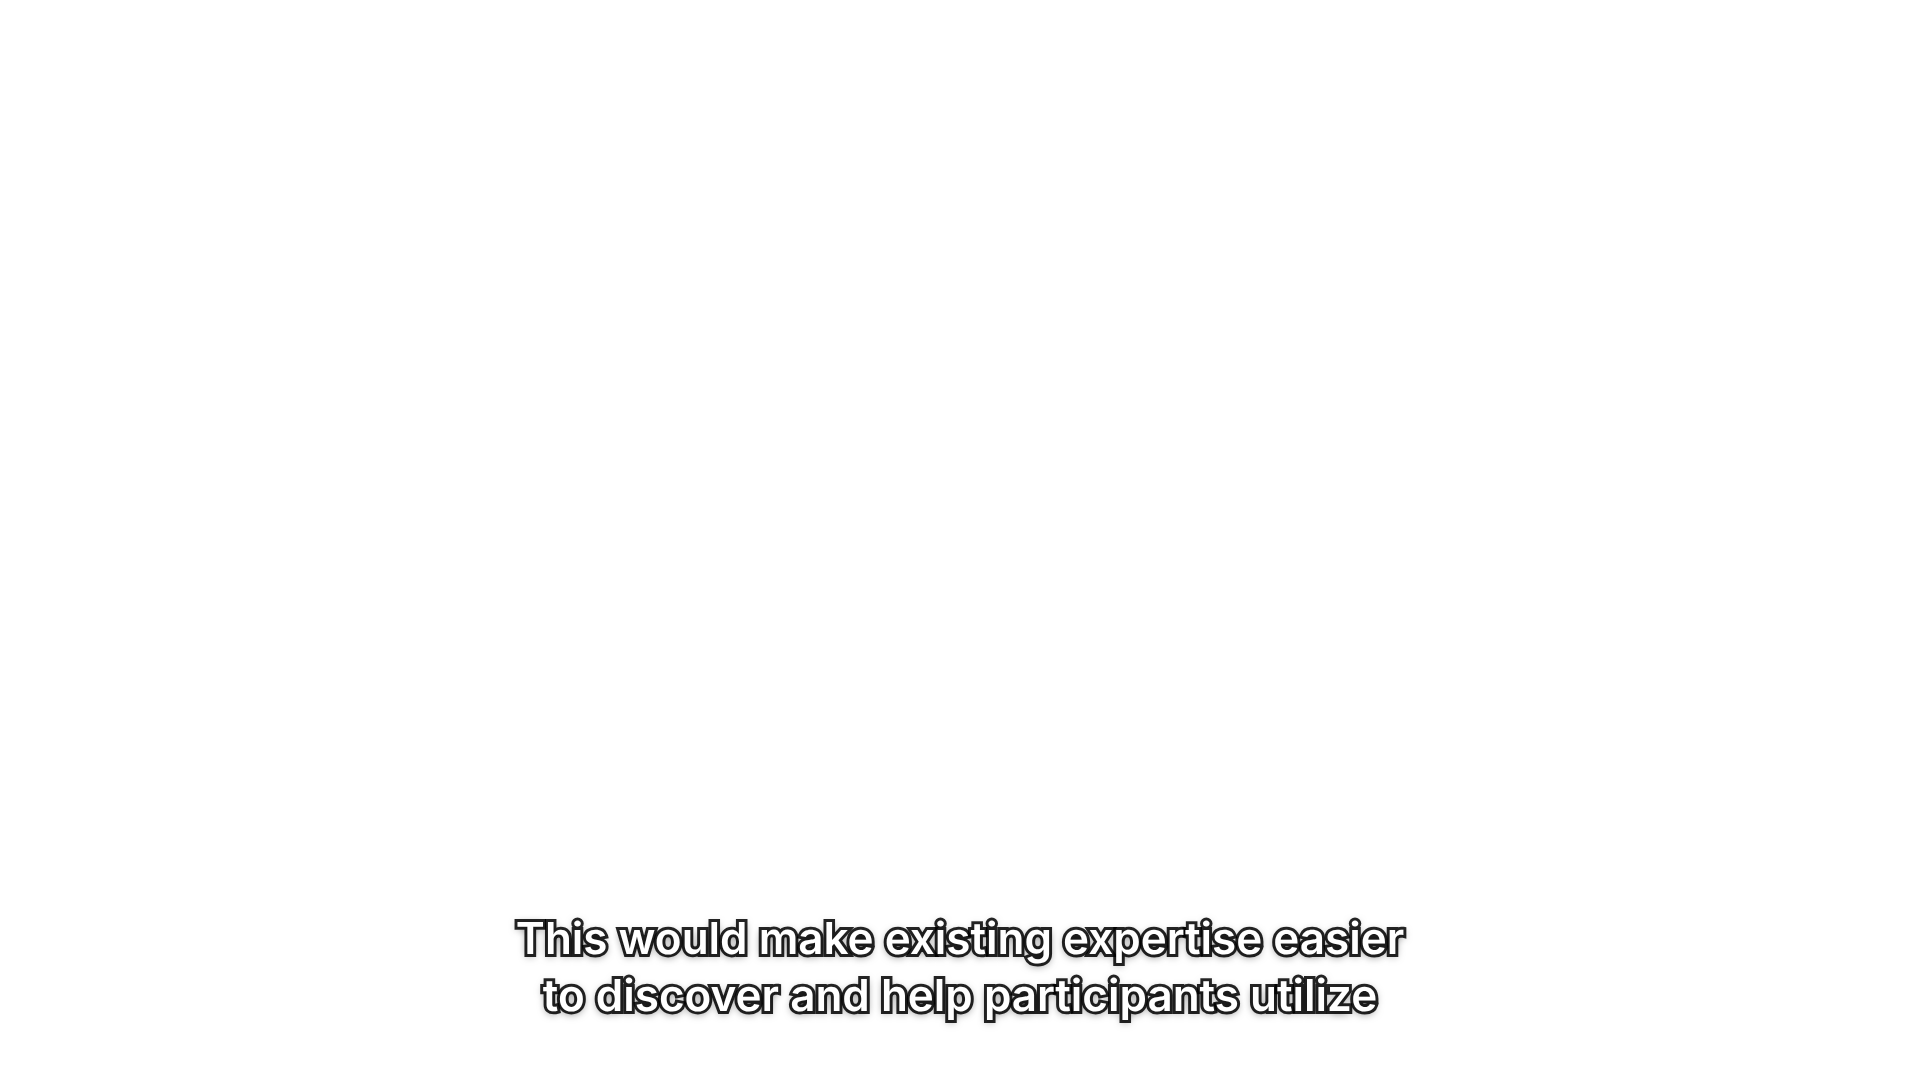 This would make existing expertise easier
to discover and help participants utilize